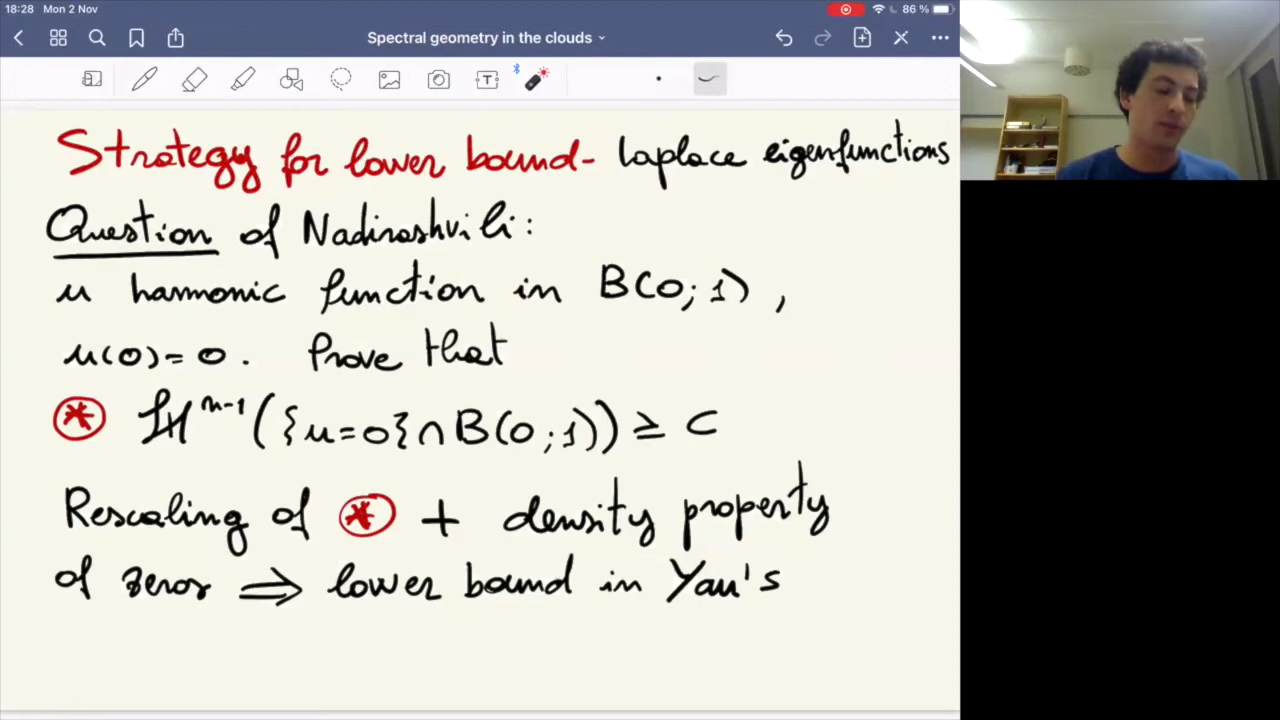 18:28 Mon 2 Nov
86 %
Spectral geometry in the clouds
Strategy for lower bound- Laplace eigenfunctions
Question of Nadirashvili:
u harmonic function in B(0;1),
u(0)=0. Prove that
* H^{n-1}({u=0}∩B(0;1)) ≥ C
Rescaling of * + density property
of zeros ⟹ lower bound in Yau's